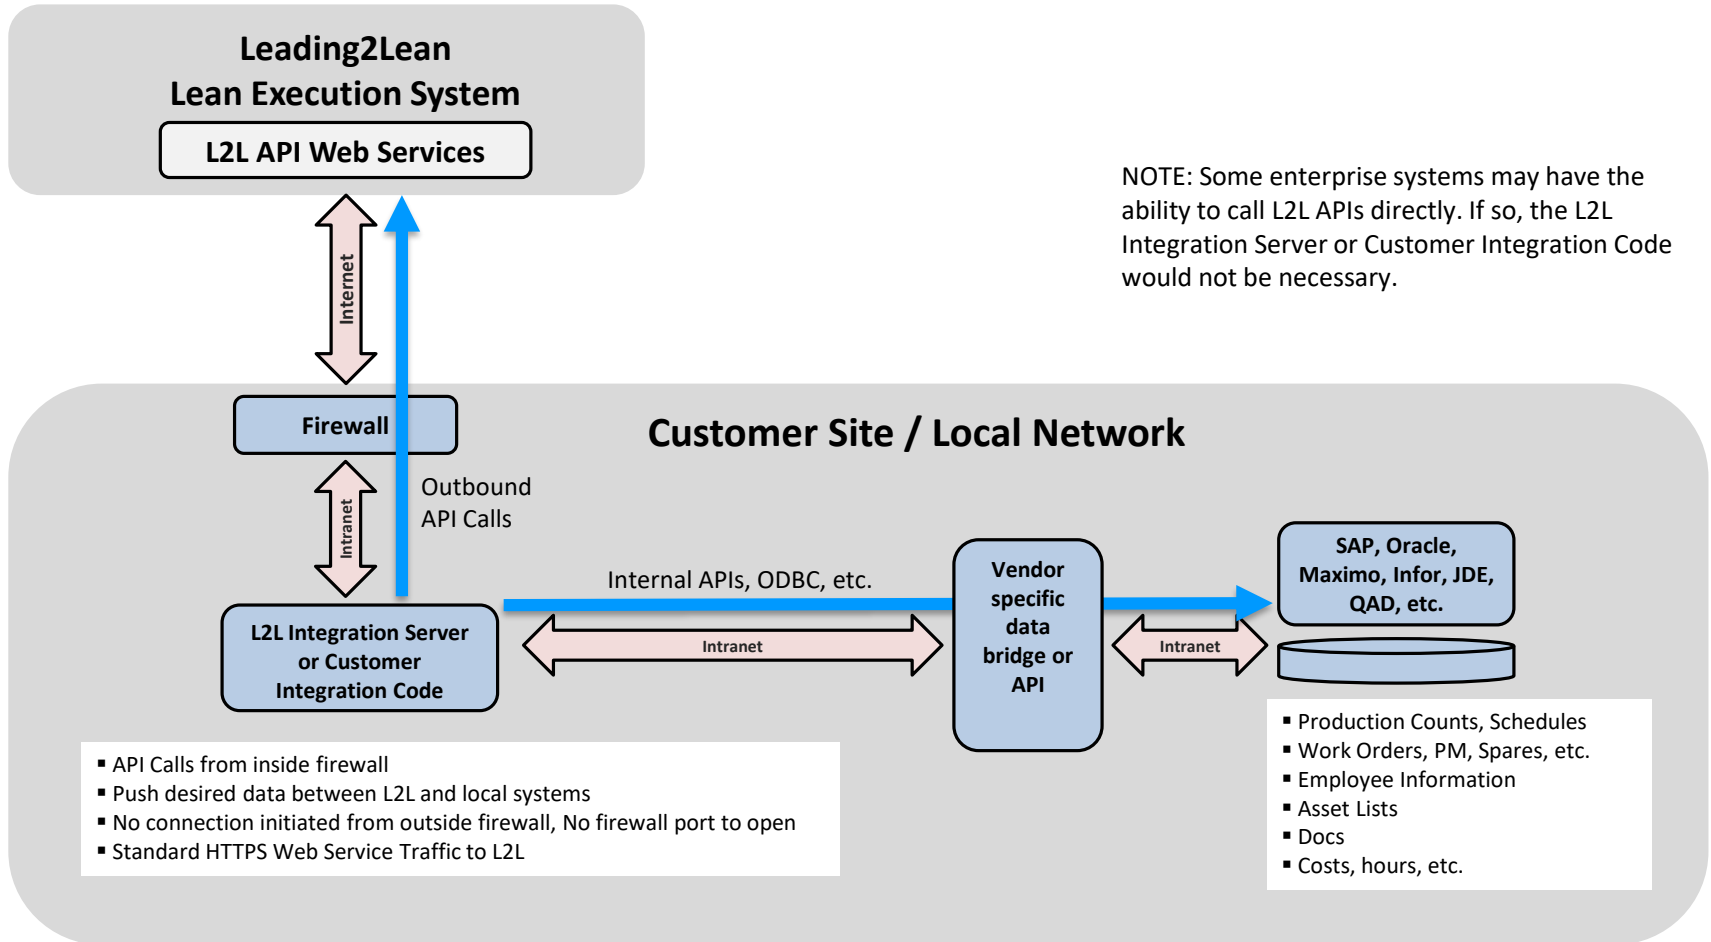 Leading2Lean
Lean Execution System
L2L API Web Services
NOTE: Some enterprise systems may have the
ability to call L2L APIs directly. If so, the L2L
Integration Server or Customer Integration Code
would not be necessary.
Internet
Firewall
Customer Site / Local Network
Intranet
Outbound
API Calls
Internal APIs, ODBC, etc.
Vendor
specific
data
bridge or
API
SAP, Oracle,
Maximo, Infor, JDE,
QAD, etc.
L2L Integration Server
or Customer
Integration Code
Intranet
Intranet
▪ API Calls from inside firewall
▪ Push desired data between L2L and local systems
▪ No connection initiated from outside firewall, No firewall port to open
▪ Standard HTTPS Web Service Traffic to L2L
▪ Production Counts, Schedules
▪ Work Orders, PM, Spares, etc.
▪ Employee Information
▪ Asset Lists
▪ Docs
▪ Costs, hours, etc.